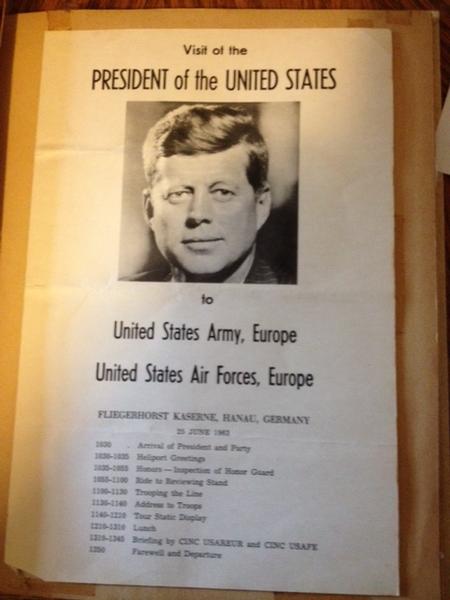 Visit of the
PRESIDENT of the UNITED STATES
to
United States Army, Europe
United States Air Forces, Europe
FLIEGERHORST KASERNE, HANAU, GERMANY
25 JUNE 1963
1030 . Arrival of President and Party
1030-1035 Heliport Greetings
1035-1055 Honors — Inspection of Honor Guard
1055-1100 Ride to Reviewing Stand
1100-1130 Trooping the Line
1130-1140 Address to Troops
1140-1210 Tour Static Display
1210-1310 Lunch
1310-1345 Briefing by CINC USAREUR and CINC USAFE
1350 Farewell and Departure